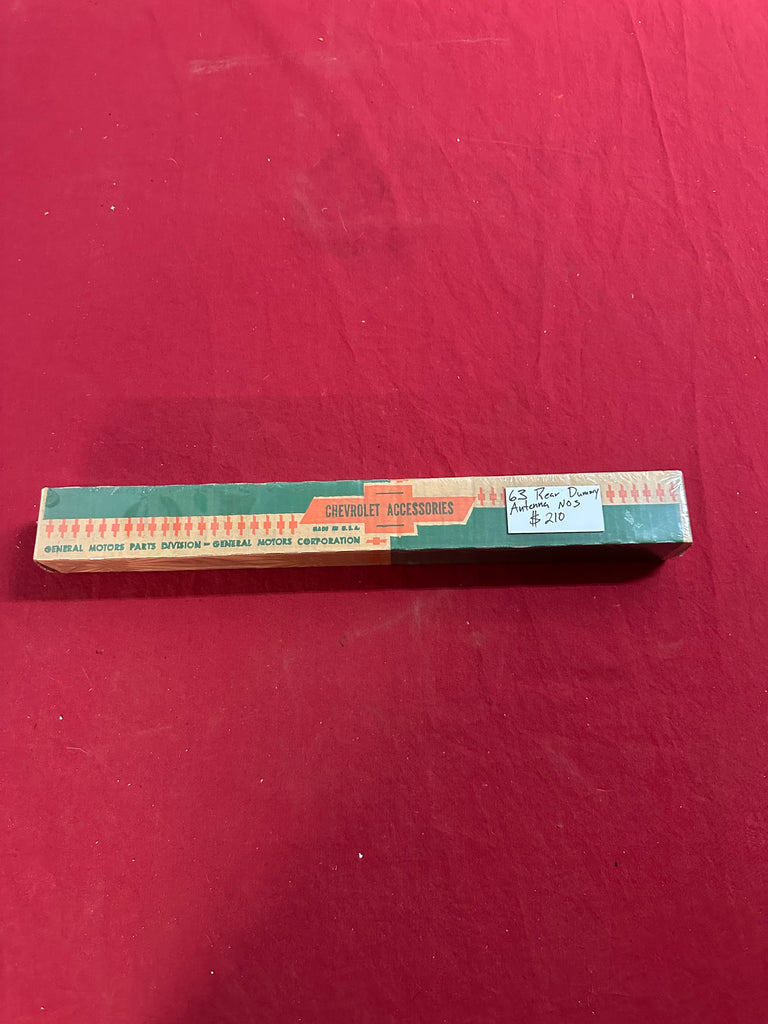 CHEVROLET ACCESSORIES
MADE IN U.S.A.
GENERAL MOTORS PARTS DIVISION - GENERAL MOTORS CORPORATION
63 Rear Dummy
Antenna NOS
$210